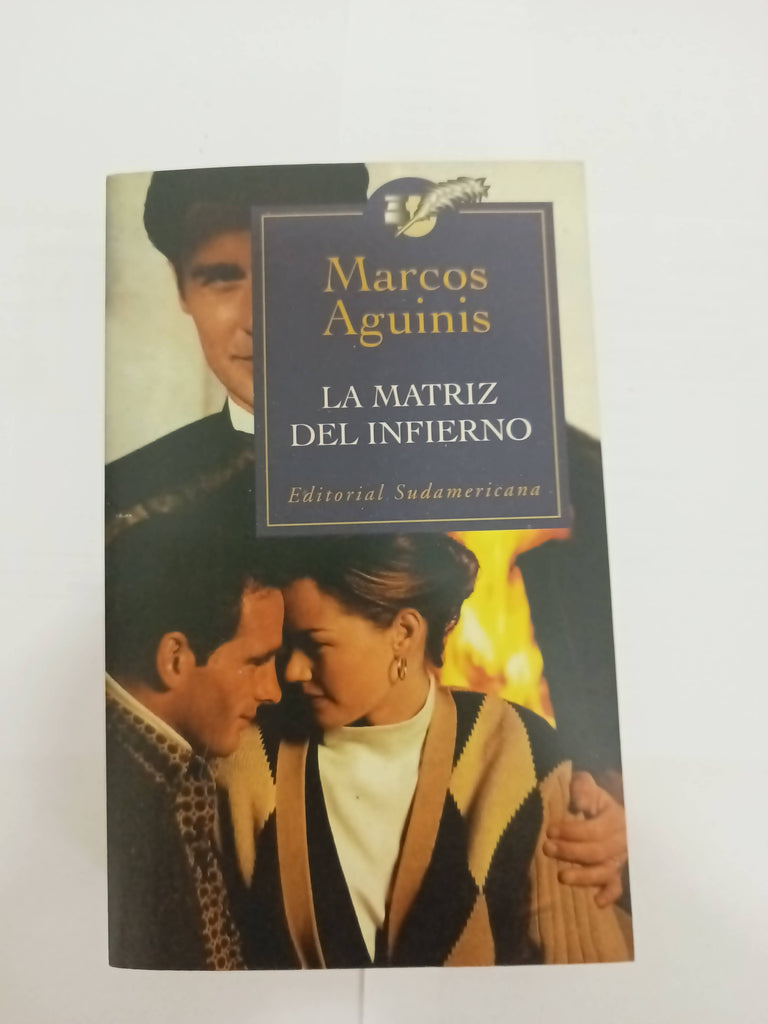 Marcos
Aguinis
LA MATRIZ
DEL INFIERNO
Editorial Sudamericana